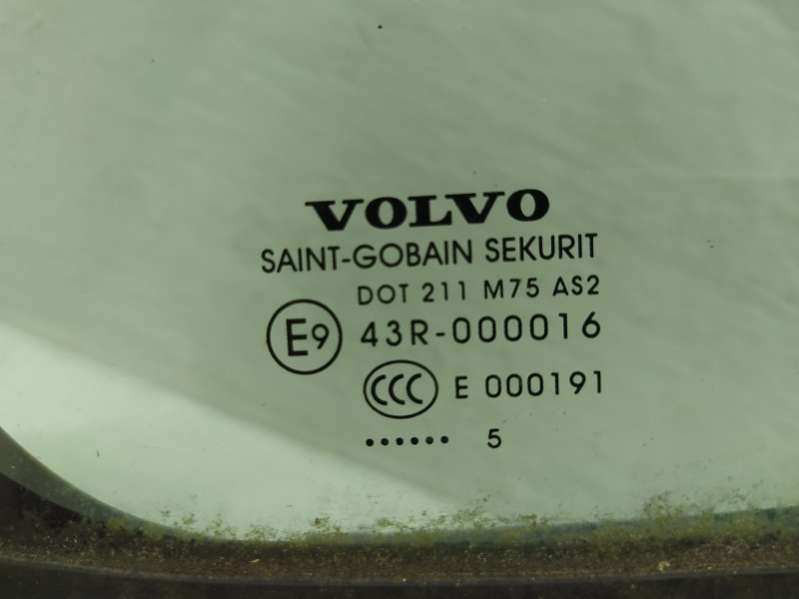 VOLVO
SAINT-GOBAIN SEKURIT
DOT 211 M75 AS2
E9 43R-000016
CCC E 000191
•••••• 5